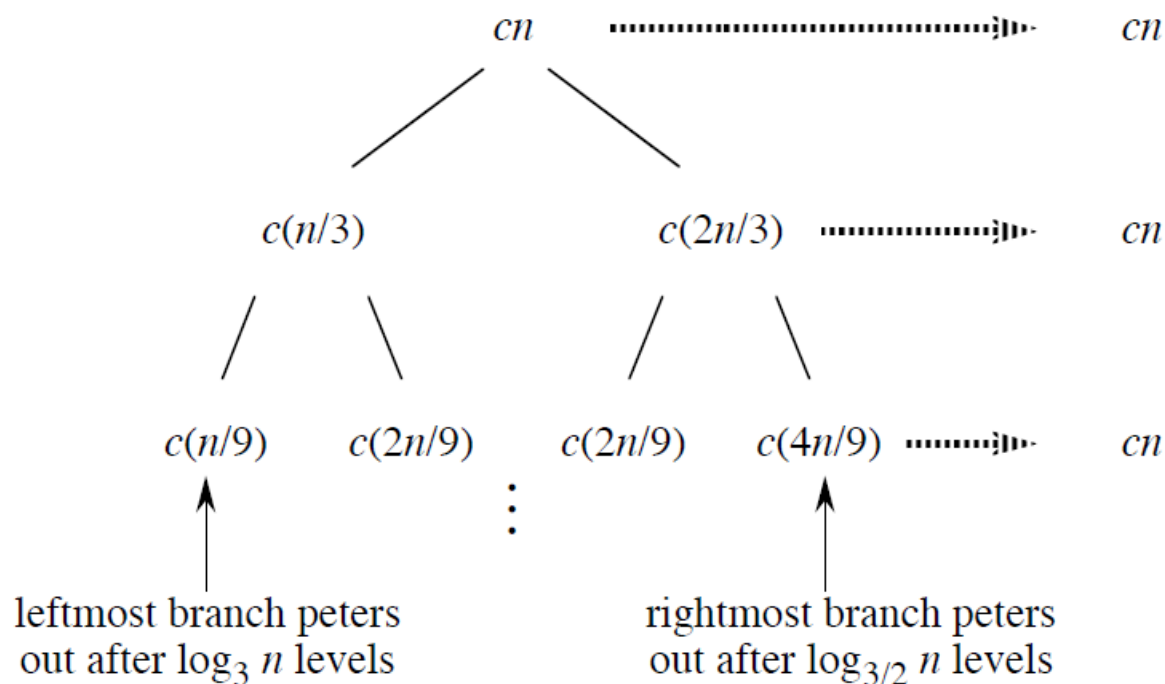 cn cn
c(n/3) c(2n/3) cn
c(n/9) c(2n/9) c(2n/9) c(4n/9) cn
⋮
leftmost branch peters rightmost branch peters
out after log₃ n levels out after log₃/₂ n levels